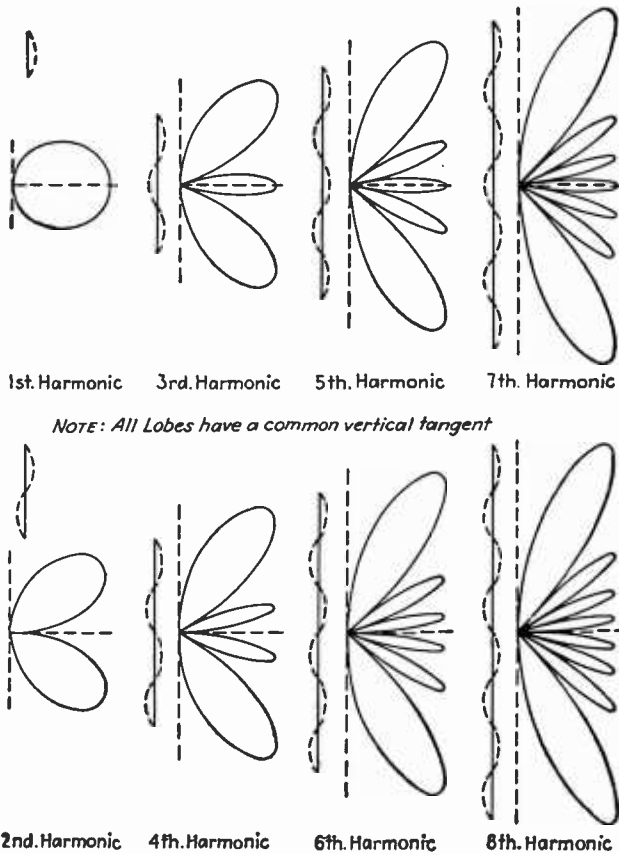 1st. Harmonic 3rd. Harmonic 5th. Harmonic 7th. Harmonic
NOTE: All Lobes have a common vertical tangent
2nd. Harmonic 4th. Harmonic 6th. Harmonic 8th. Harmonic